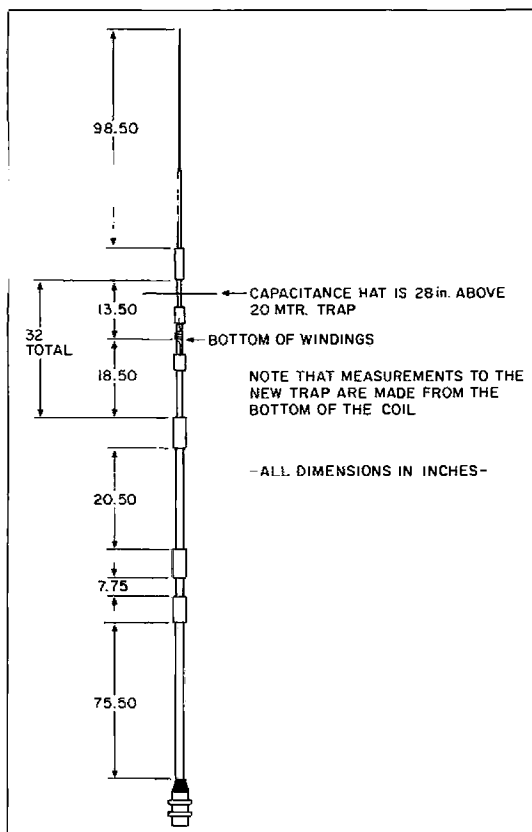 98.50
CAPACITANCE HAT IS 28 in. ABOVE
20 MTR. TRAP
13.50
32
TOTAL
BOTTOM OF WINDINGS
18.50
NOTE THAT MEASUREMENTS TO THE
NEW TRAP ARE MADE FROM THE
BOTTOM OF THE COIL
-ALL DIMENSIONS IN INCHES-
20.50
7.75
75.50